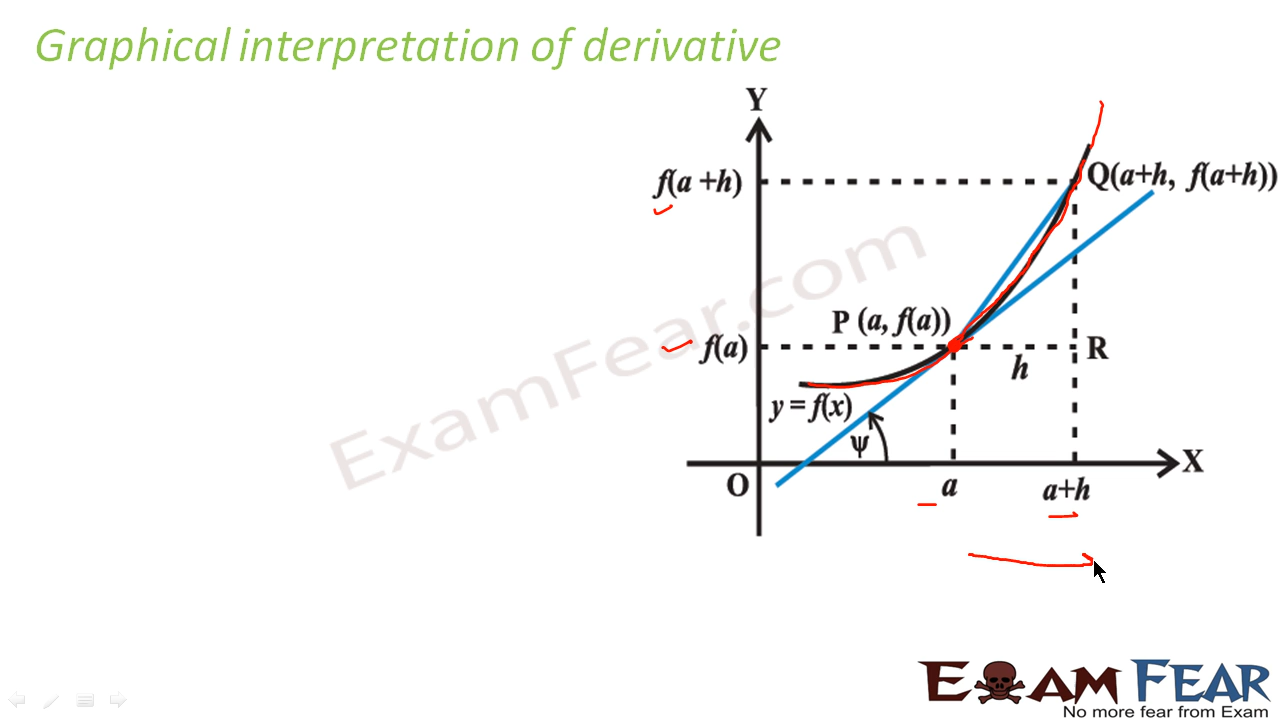 Graphical interpretation of derivative
Y
f(a +h)
Q(a+h, f(a+h))
ExamFear.com
P (a, f(a))
f(a)
R
h
y = f(x)
ψ
X
O
a
a+h
EXAM FEAR
No more fear from Exam